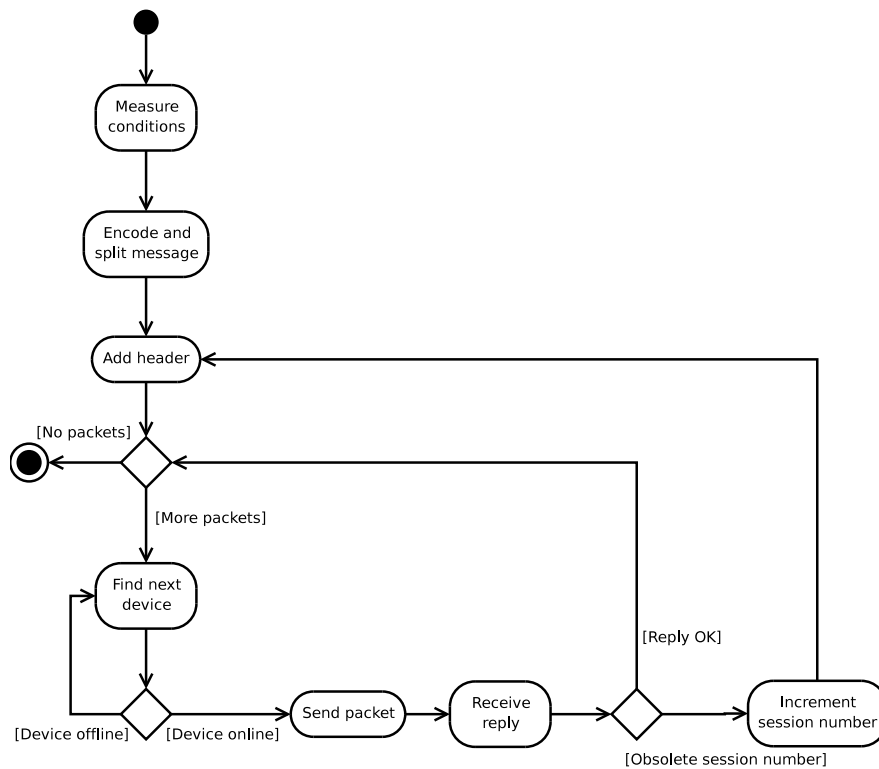 Measure
conditions
Encode and
split message
Add header
[No packets]
[More packets]
Find next
device
[Device offline]
[Device online]
Send packet
Receive
reply
[Reply OK]
[Obsolete session number]
Increment
session number